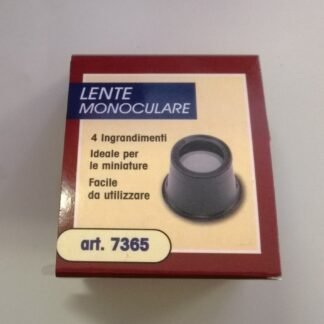 LENTE
MONOCULARE
4 Ingrandimenti
Ideale per
le miniature
Facile
da utilizzare
art. 7365